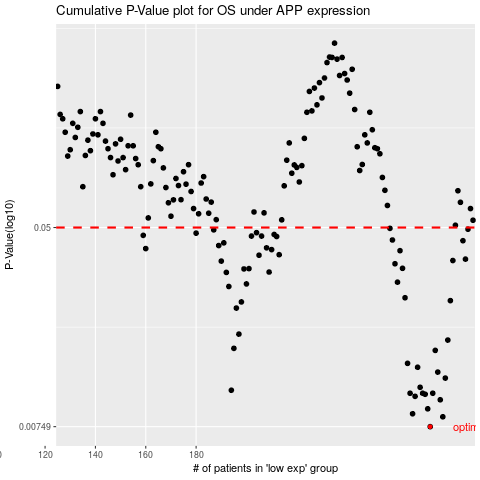 Cumulative P-Value plot for OS under APP expression
P-Value(log10)
0.05
0.00749
optim
0
120
140
160
180
# of patients in 'low exp' group